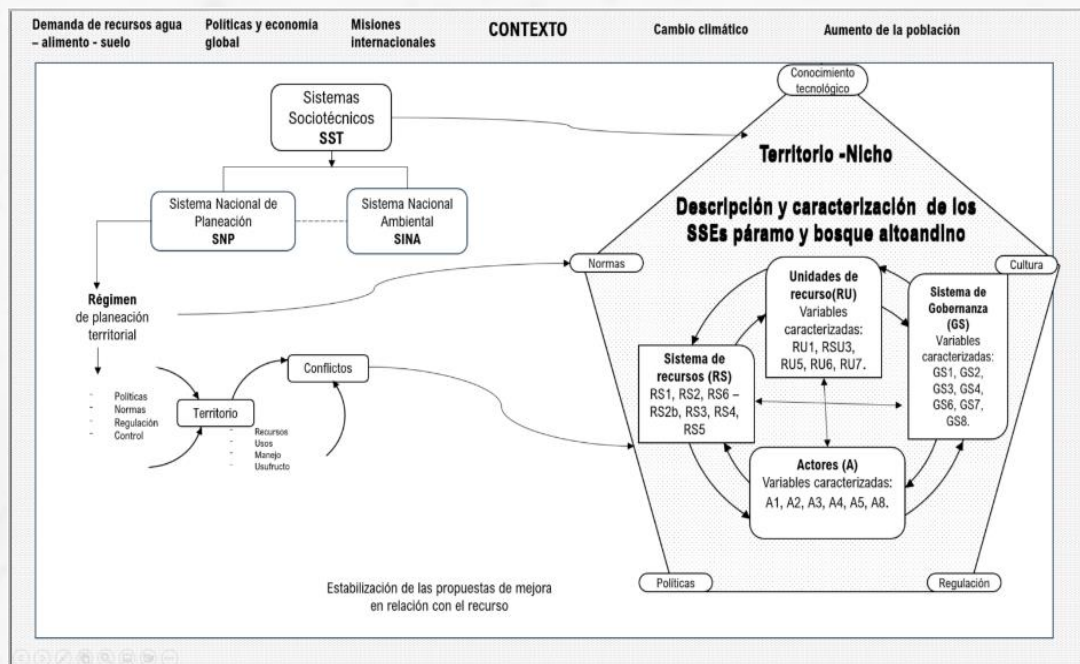 Demanda de recursos agua
– alimento - suelo
Políticas y economía
global
Misiones
internacionales
CONTEXTO
Cambio climático
Aumento de la población
Sistemas
Sociotécnicos
SST
Sistema Nacional de
Planeación
SNP
Sistema Nacional
Ambiental
SINA
Régimen
de planeación
territorial
- Políticas
- Normas
- Regulación
- Control
Territorio
- Recursos
- Usos
- Manejo
- Usufructo
Conflictos
Estabilización de las propuestas de mejora
en relación con el recurso
Conocimiento
tecnológico
Territorio -Nicho
Descripción y caracterización de los
SSEs páramo y bosque altoandino
Normas
Cultura
Unidades de
recurso(RU)
Variables
caracterizadas:
RU1, RSU3,
RU5, RU6, RU7.
Sistema de
Gobernanza
(GS)
Variables
caracterizadas:
GS1, GS2,
GS3, GS4,
GS6, GS7,
GS8.
Sistema de
recursos (RS)
RS1, RS2, RS6 –
RS2b, RS3, RS4,
RS5
Actores (A)
Variables caracterizadas:
A1, A2, A3, A4, A5, A8.
Políticas
Regulación